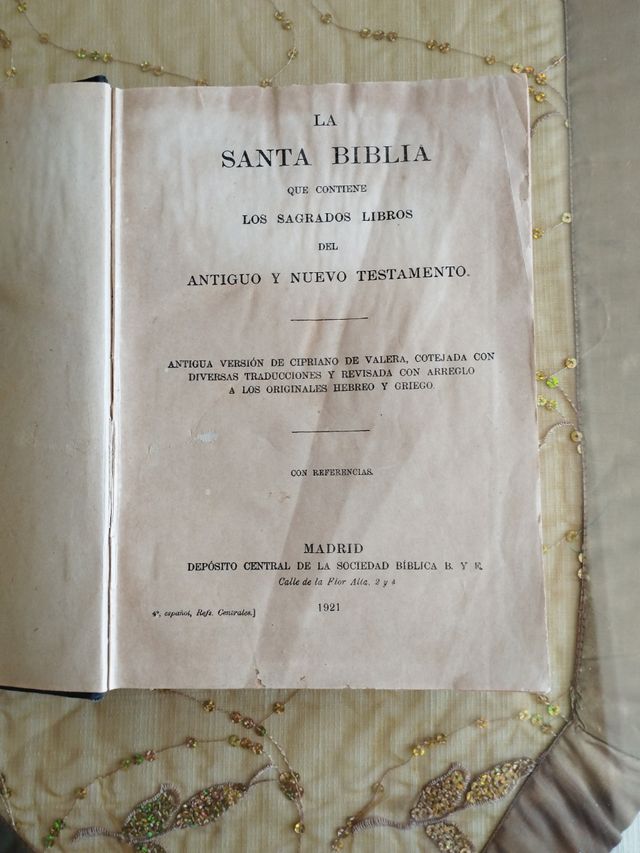 LA
SANTA BIBLIA
QUE CONTIENE
LOS SAGRADOS LIBROS
DEL
ANTIGUO Y NUEVO TESTAMENTO.
ANTIGUA VERSIÓN DE CIPRIANO DE VALERA, COTEJADA CON
DIVERSAS TRADUCCIONES Y REVISADA CON ARREGLO
A LOS ORIGINALES HEBREO Y GRIEGO.
CON REFERENCIAS.
MADRID
DEPÓSITO CENTRAL DE LA SOCIEDAD BÍBLICA B. Y E.
Calle de la Flor Alta, 2 y 4
1921
4º, español, Refs. Centrales.]